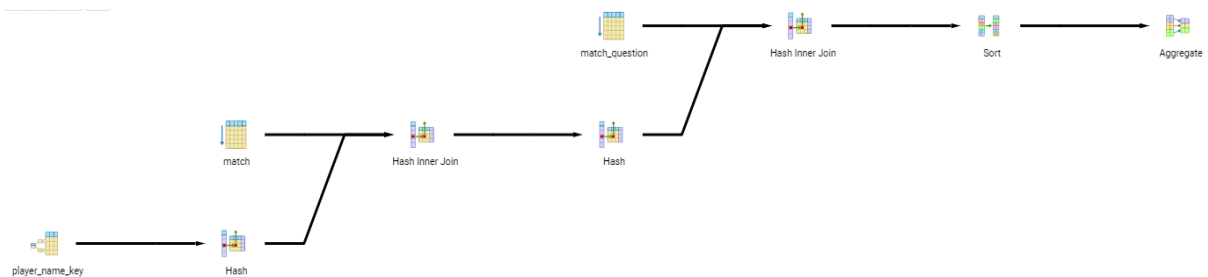 match_question
Hash Inner Join
Sort
Aggregate
match
Hash Inner Join
Hash
player_name_key
Hash